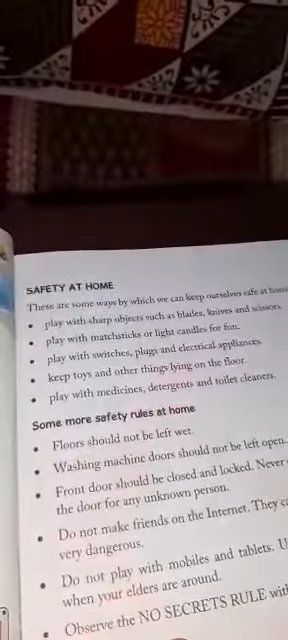 SAFETY AT HOME
These are some ways by which we can keep ourselves safe at home
• play with sharp objects such as blades, knives and scissors.
• play with matchsticks or light candles for fun.
• play with switches, plugs and electrical appliances.
• keep toys and other things lying on the floor.
• play with medicines, detergents and toilet cleaners.
Some more safety rules at home
• Floors should not be left wet.
• Washing machine doors should not be left open.
• Front door should be closed and locked. Never
the door for any unknown person.
• Do not make friends on the Internet. They
very dangerous.
• Do not play with mobiles and tablets.
when your elders are around.
• Observe the NO SECRETS RULE